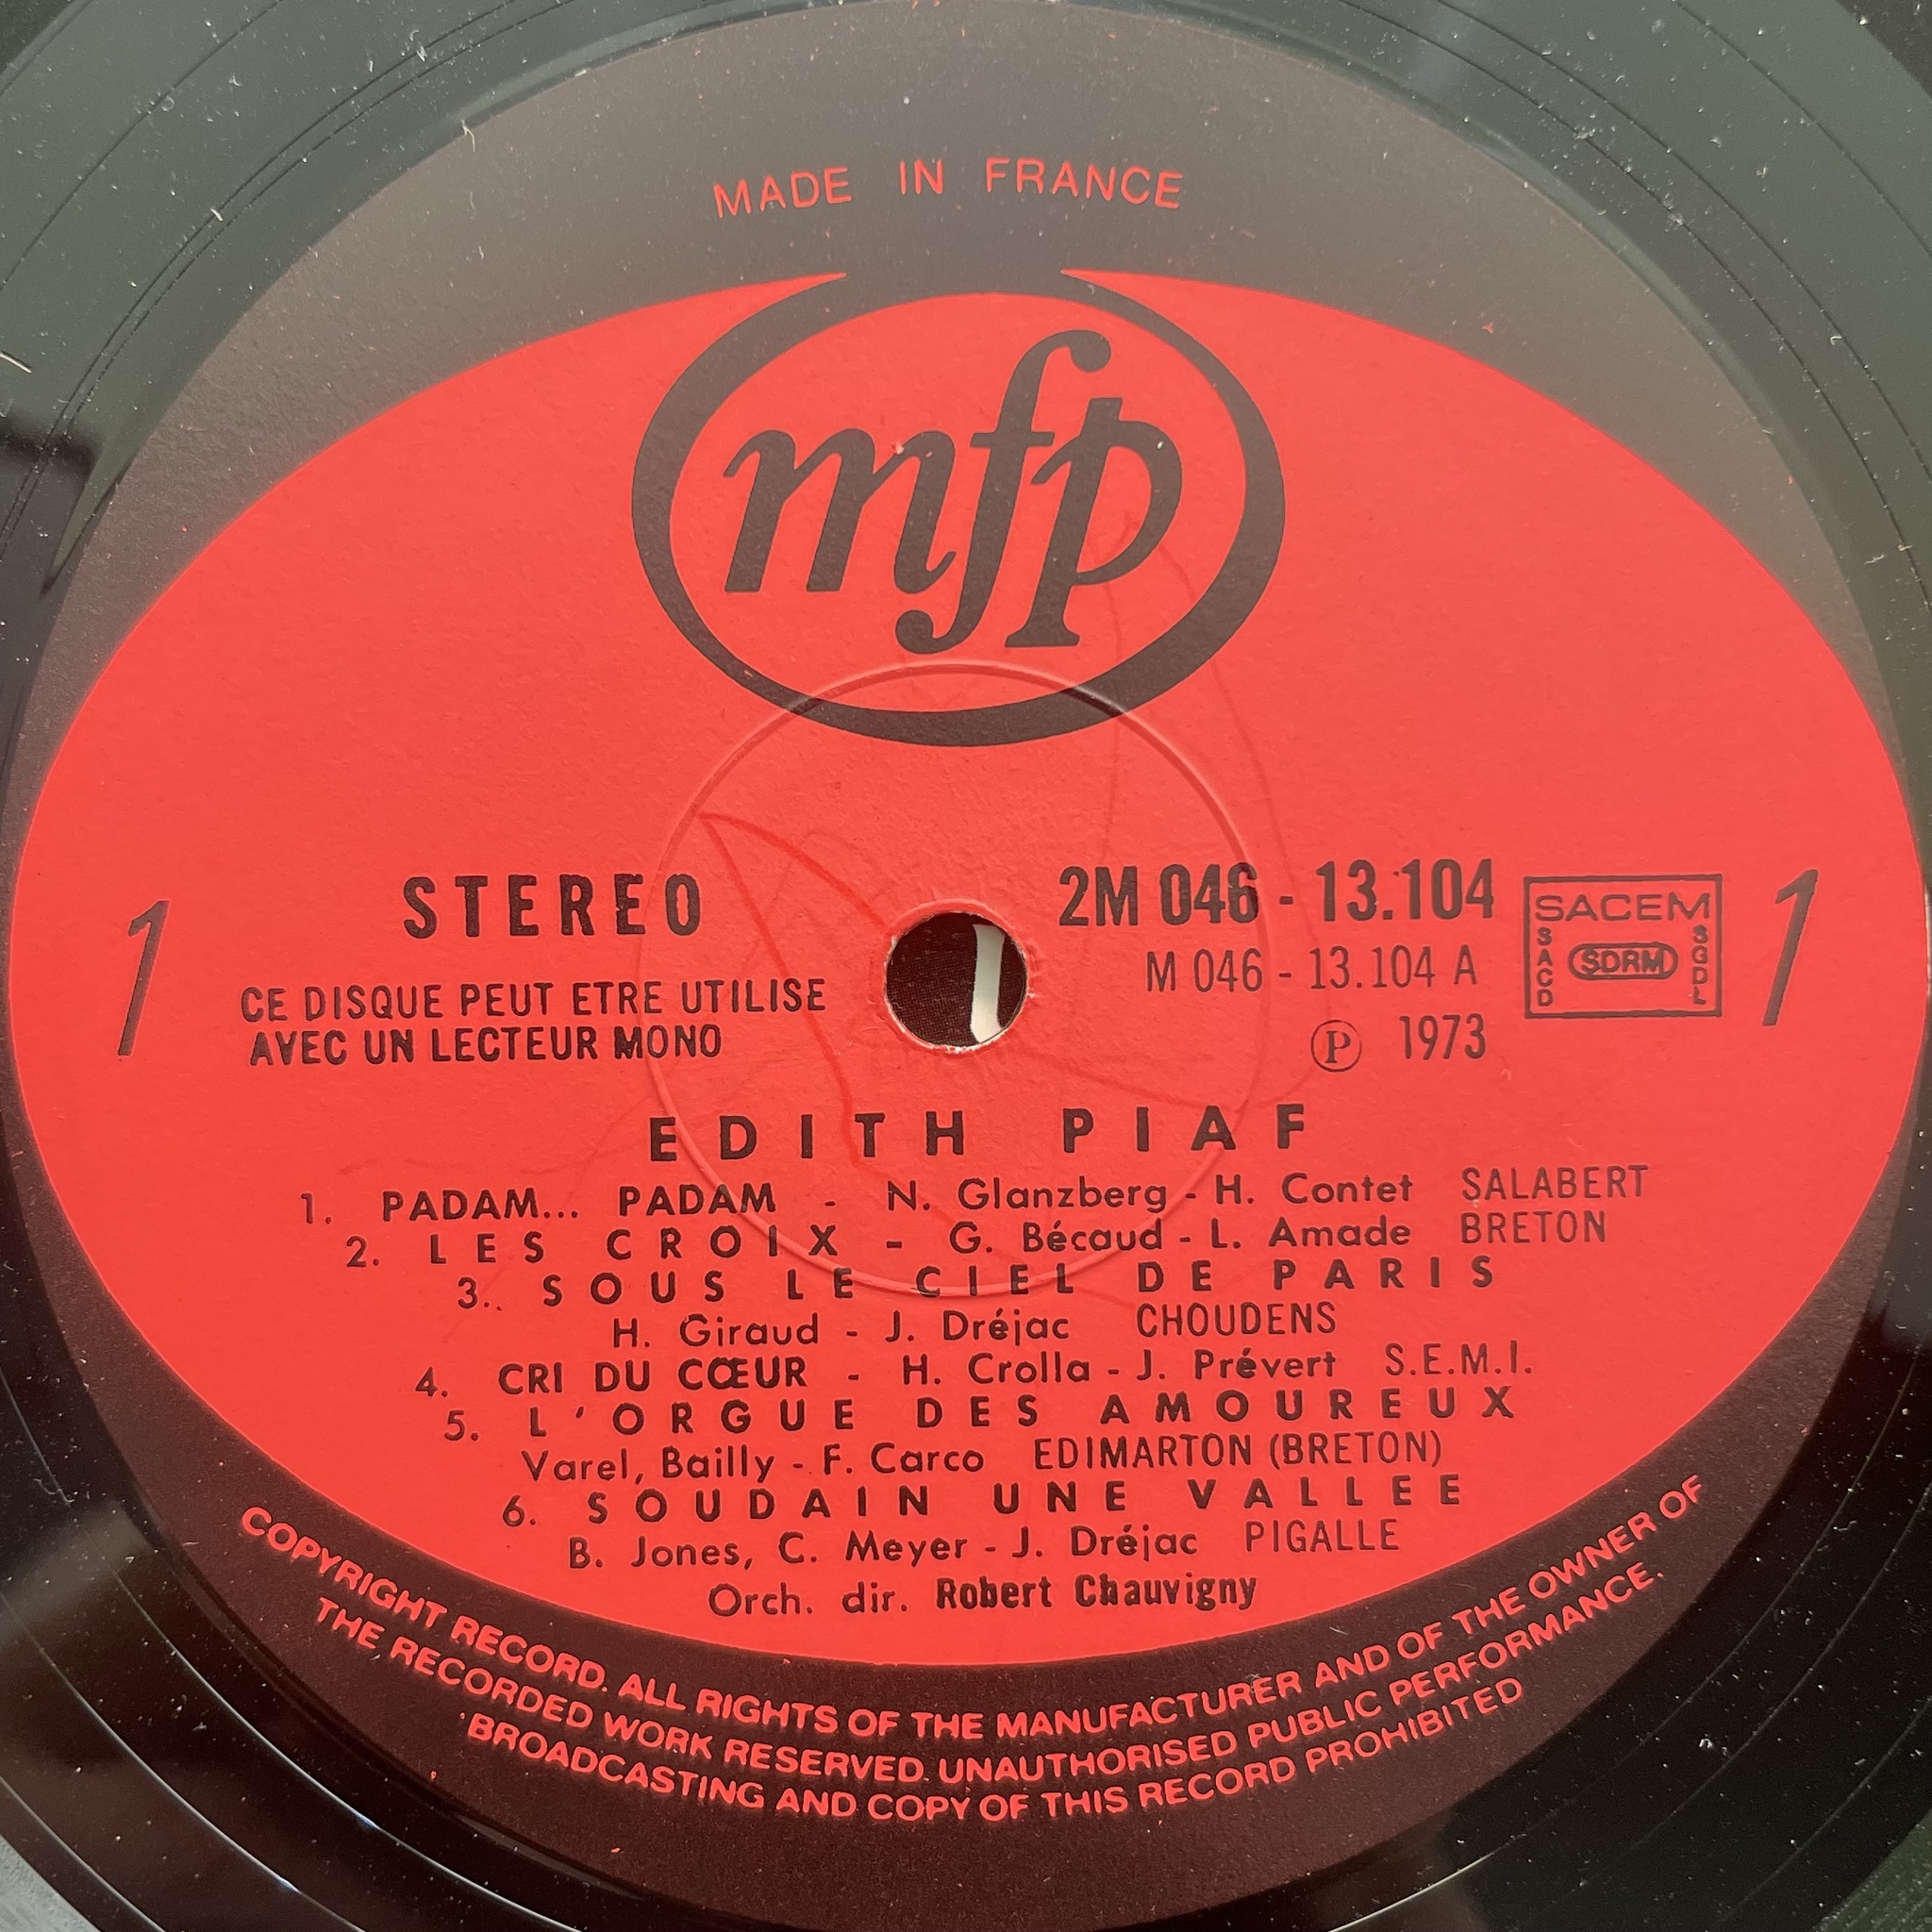 MADE IN FRANCE
mfp
STEREO
2M 046 - 13.104
SACEM
SACD
SDRM
SGDL
1
1
M 046 - 13.104 A
CE DISQUE PEUT ETRE UTILISE
AVEC UN LECTEUR MONO
Ⓟ 1973
EDITH PIAF
1. PADAM... PADAM - N. Glanzberg - H. Contet SALABERT
2. LES CROIX - G. Bécaud - L. Amade BRETON
3. SOUS LE CIEL DE PARIS
H. Giraud - J. Dréjac CHOUDENS
4. CRI DU CŒUR - H. Crolla - J. Prévert S.E.M.I.
5. L'ORGUE DES AMOUREUX
Varel, Bailly - F. Carco EDIMARTON (BRETON)
6. SOUDAIN UNE VALLEE
B. Jones, C. Meyer - J. Dréjac PIGALLE
Orch. dir. Robert Chauvigny
COPYRIGHT RECORD. ALL RIGHTS OF THE MANUFACTURER AND OF THE OWNER OF
THE RECORDED WORK RESERVED. UNAUTHORISED PUBLIC PERFORMANCE.
BROADCASTING AND COPY OF THIS RECORD PROHIBITED